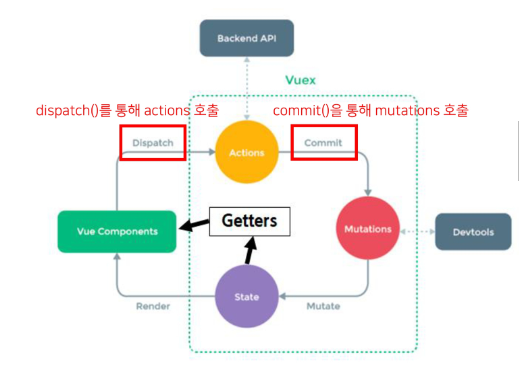 Backend API
Vuex
dispatch()를 통해 actions 호출
commit()을 통해 mutations 호출
Dispatch
Commit
Actions
Getters
Vue Components
Mutations
Devtools
State
Render
Mutate